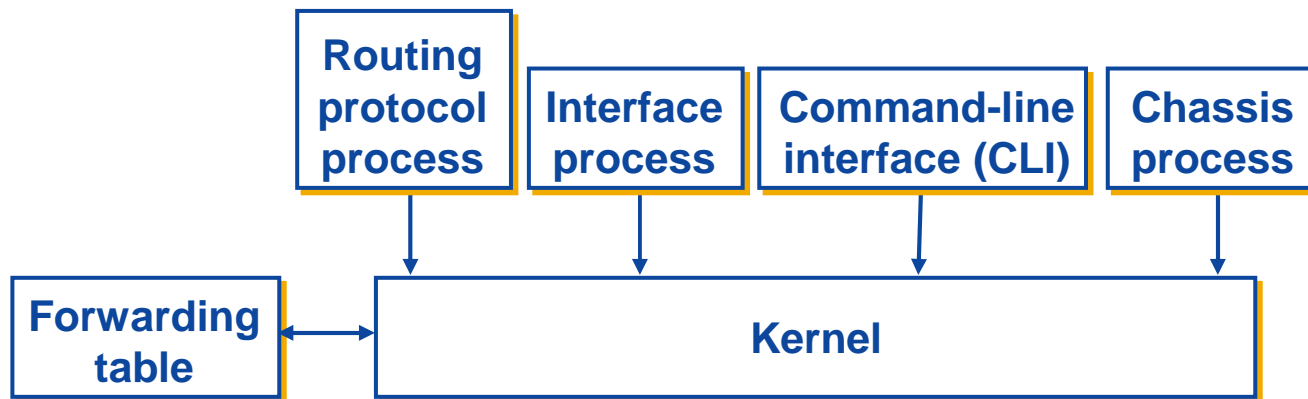 Routing
protocol
process
Interface
process
Command-line
interface (CLI)
Chassis
process
Forwarding
table
Kernel